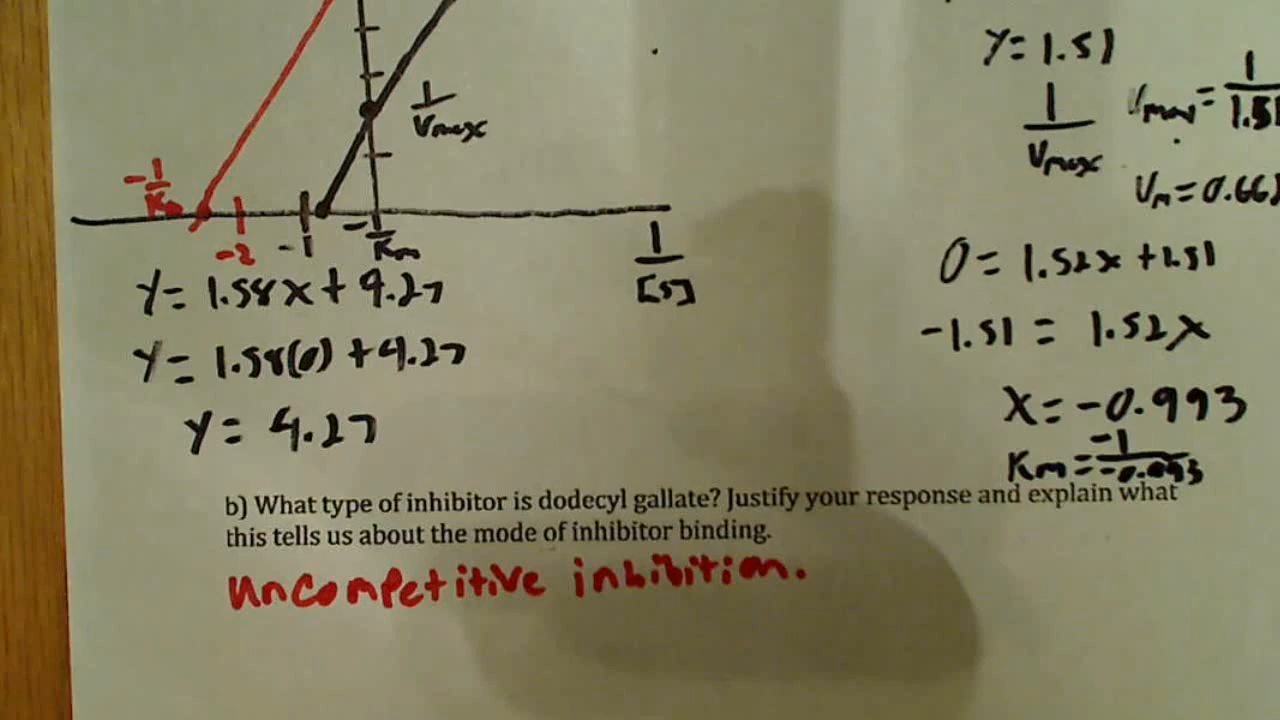 Y = 1.51
1/Vmax Vmax = 1/1.51
1/Vmax
Vm = 0.66
-1/Km
-2 -1 -1/Km
1/[S]
0 = 1.52x + 1.51
Y = 1.58x + 4.27
-1.51 = 1.52x
Y = 1.58(0) + 4.27
X = -0.993
Y = 4.27
Km = -1/-0.993
b) What type of inhibitor is dodecyl gallate? Justify your response and explain what
this tells us about the mode of inhibitor binding.
uncompetitive inhibition.